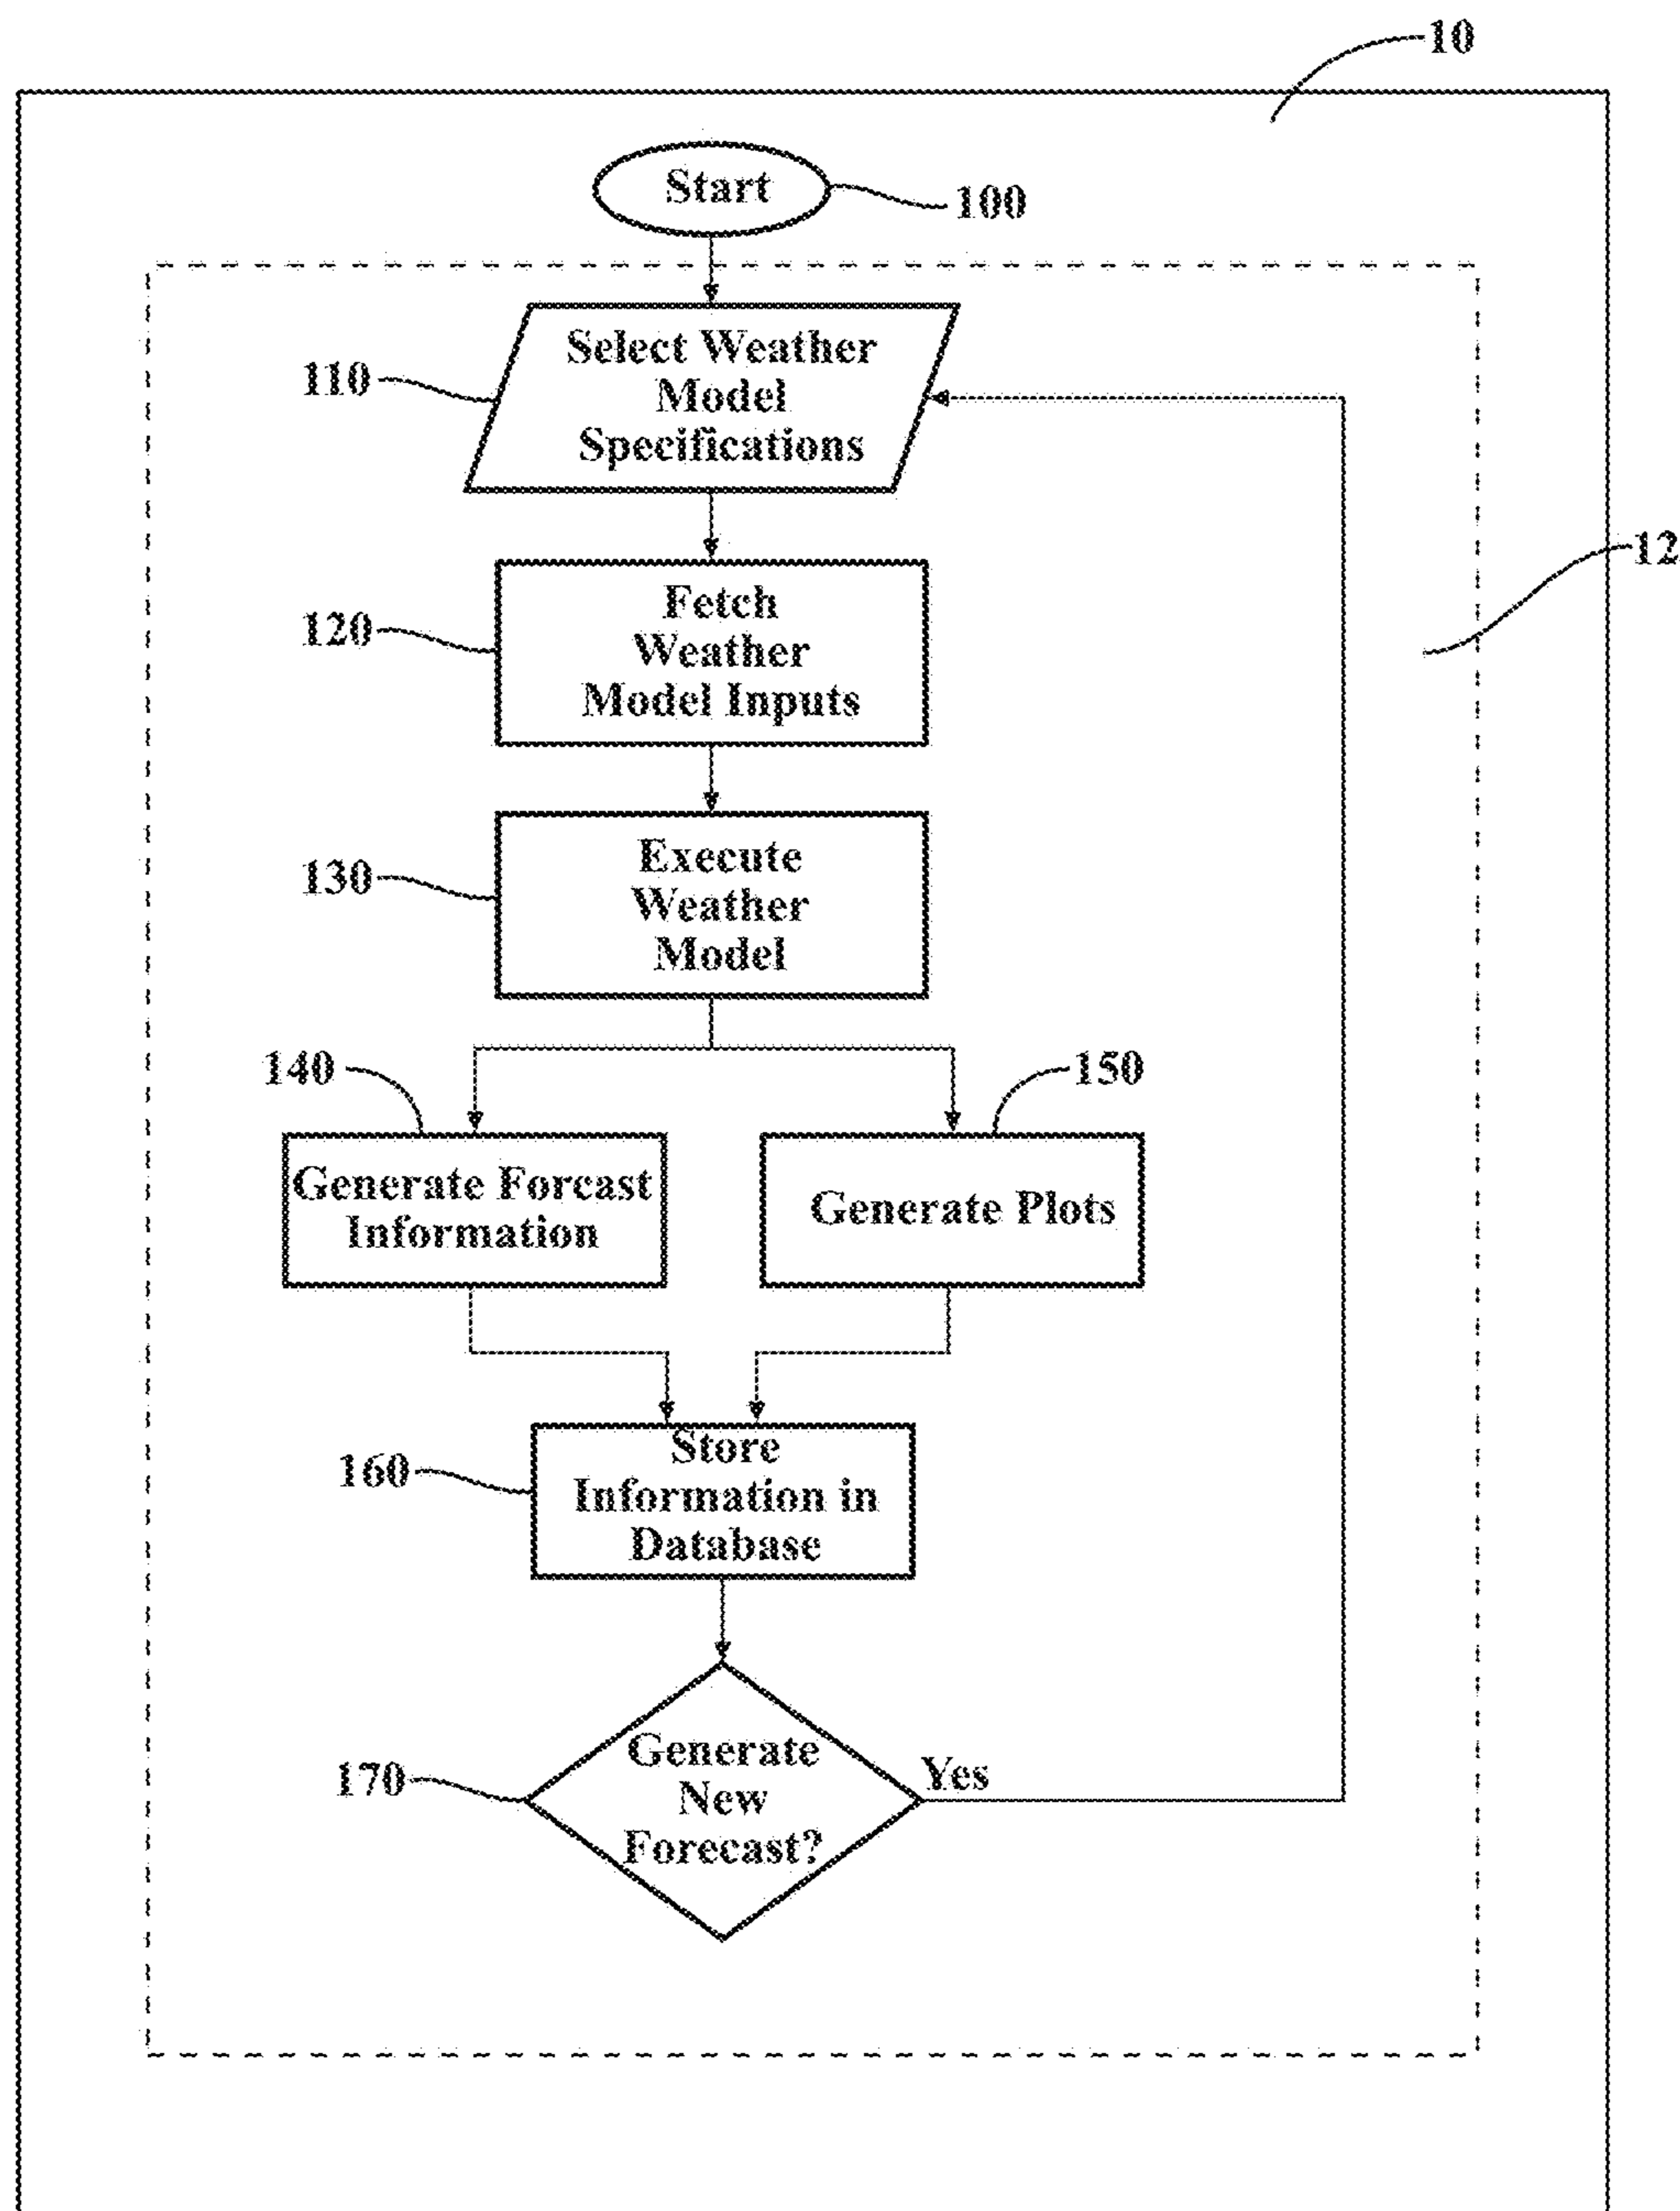 10
Start
100
Select Weather
Model
Specifications
110
12
Fetch
Weather
Model Inputs
120
Execute
Weather
Model
130
140
150
Generate Forcast
Information
Generate Plots
Store
Information in
Database
160
Generate
New
Forecast?
170
Yes